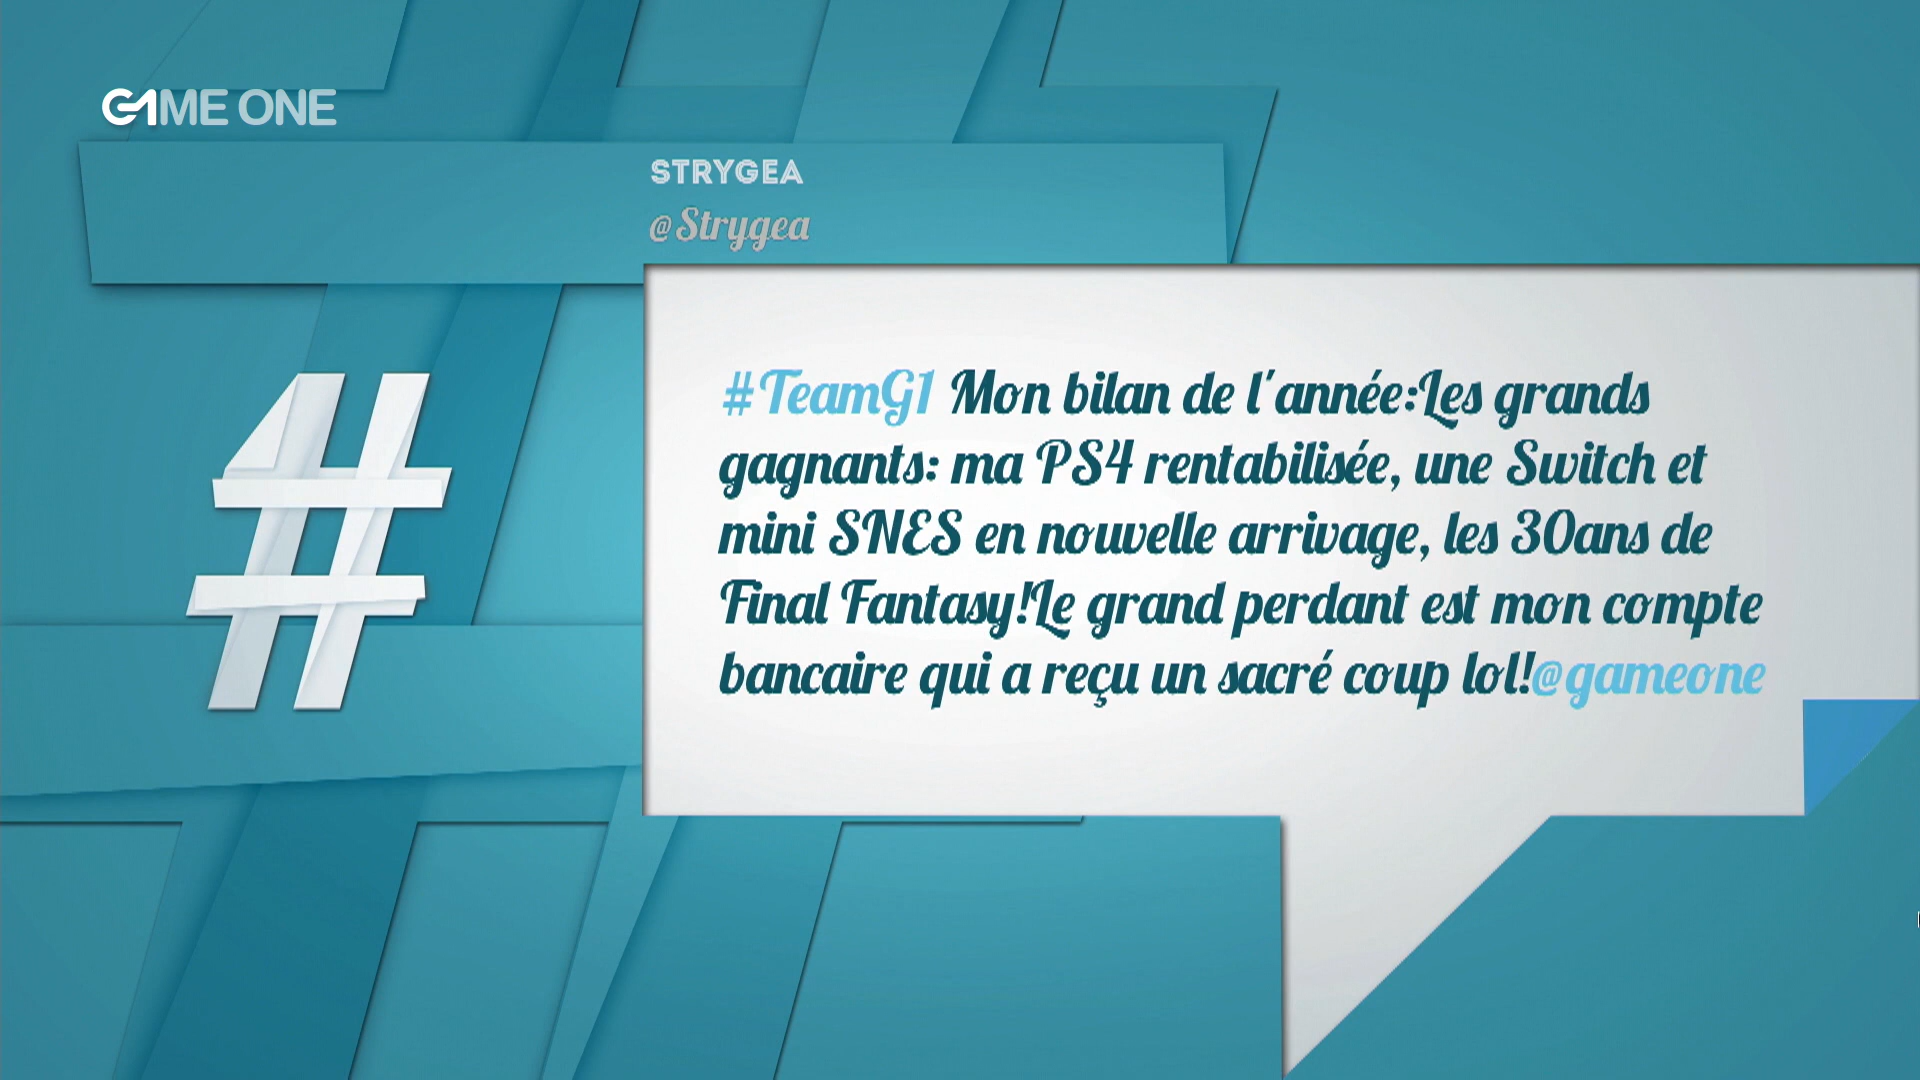 GAME ONE
STRYGEA
@Strygea
#TeamG1 Mon bilan de l'année:Les grands
gagnants: ma PS4 rentabilisée, une Switch et
mini SNES en nouvelle arrivage, les 30ans de
Final Fantasy!Le grand perdant est mon compte
bancaire qui a reçu un sacré coup lol!@gameone
#